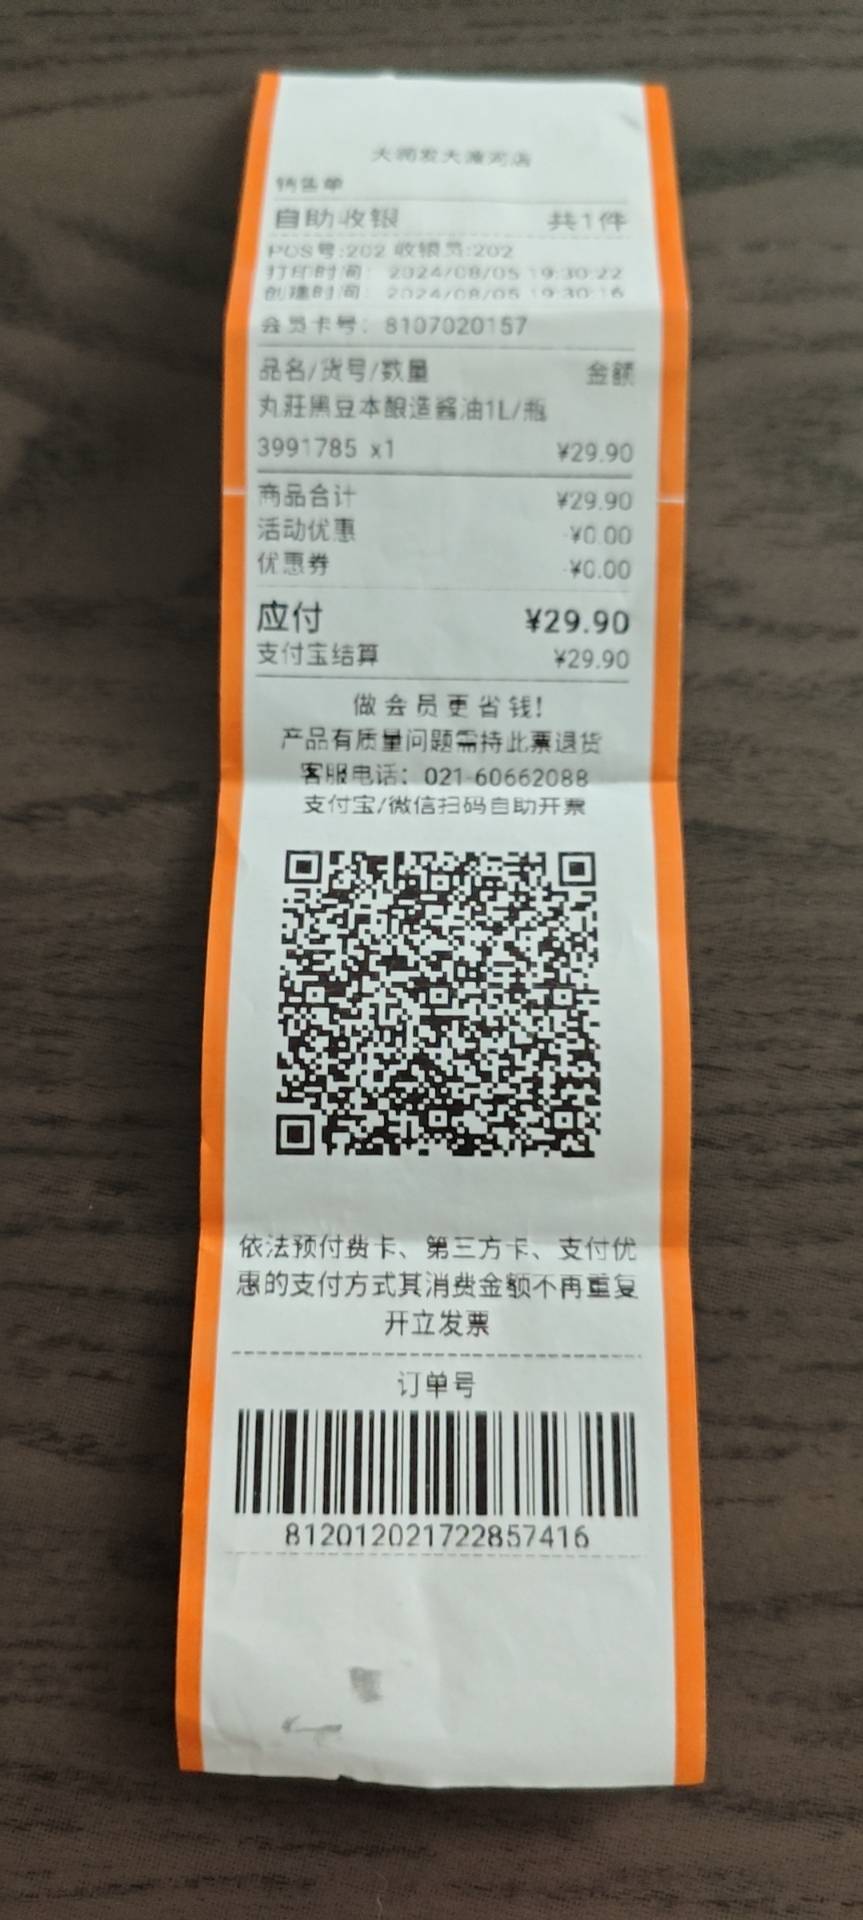 大润发大渡河店
销售单
自助收银 共1件
POS号:202 收银员:202
打印时间: 2024/08/05 19:30:22
创建时间: 2024/08/05 19:30:16
会员卡号: 8107020157
品名/货号/数量 金额
丸莊黑豆本酿造酱油1L/瓶
3991785 x1 ¥29.90
商品合计 ¥29.90
活动优惠 -¥0.00
优惠券 -¥0.00
应付 ¥29.90
支付宝结算 ¥29.90
做会员更省钱!
产品有质量问题需持此票退货
客服电话: 021-60662088
支付宝/微信扫码自助开票
依法预付费卡、第三方卡、支付优
惠的支付方式其消费金额不再重复
开立发票
订单号
812012021722857416